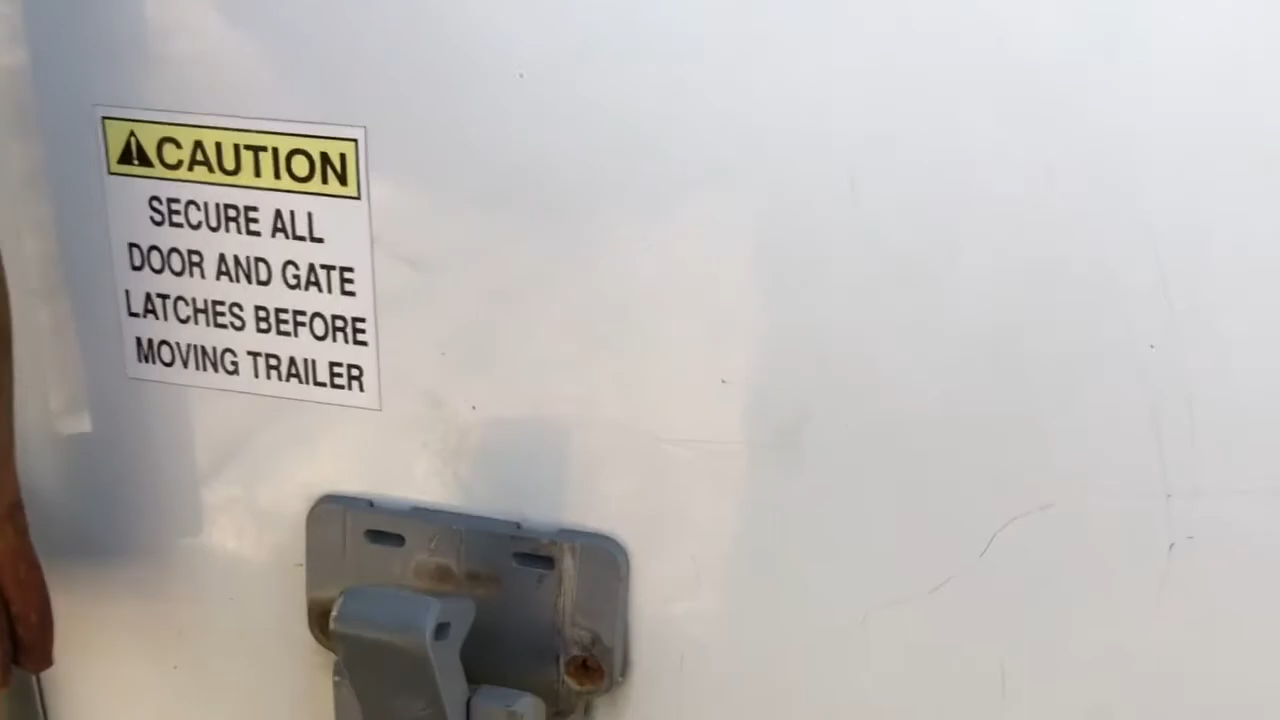 CAUTION
SECURE ALL
DOOR AND GATE
LATCHES BEFORE
MOVING TRAILER